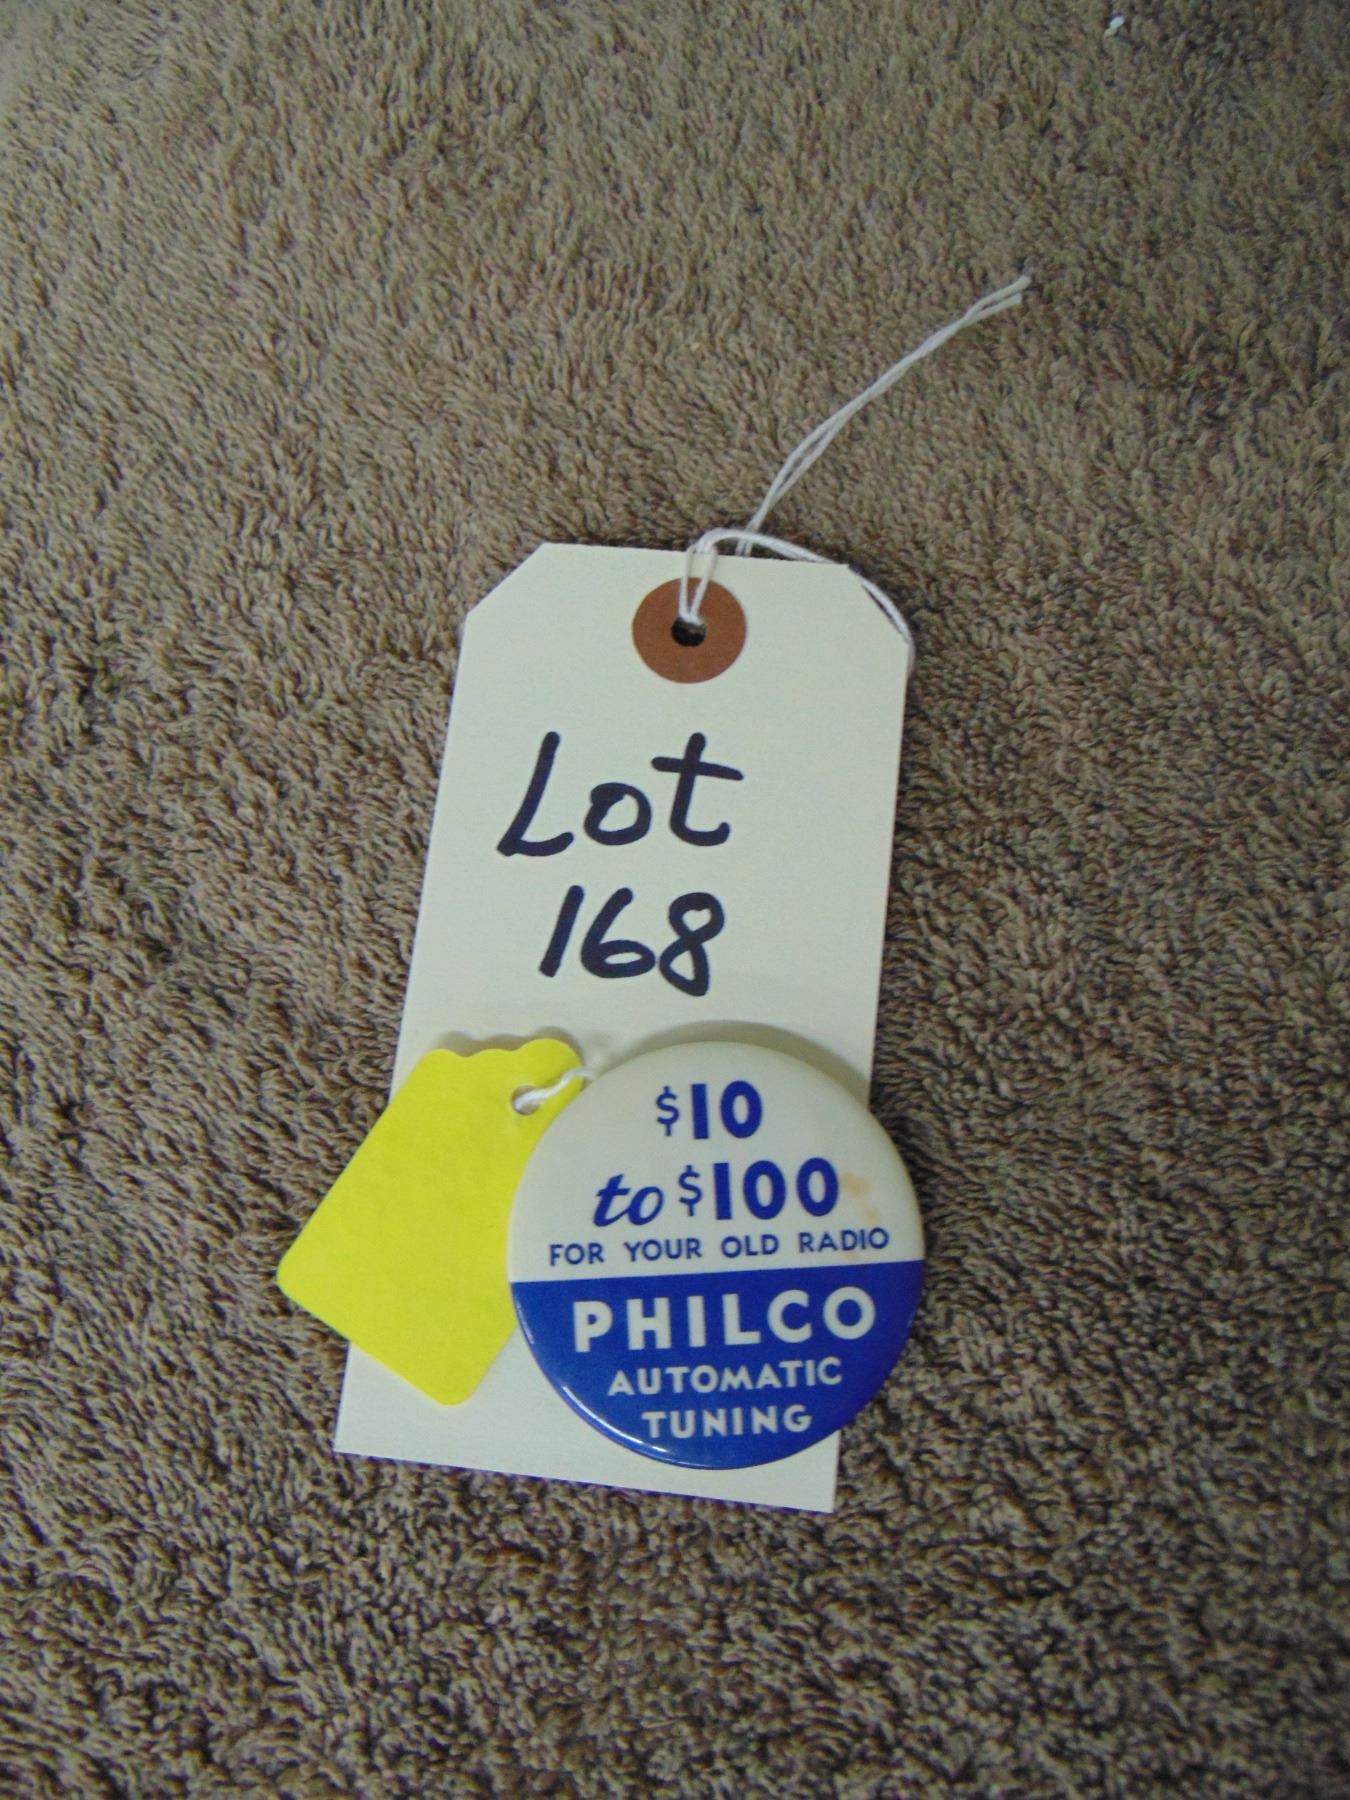 Lot
168
$10
to $100
FOR YOUR OLD RADIO
PHILCO
AUTOMATIC
TUNING